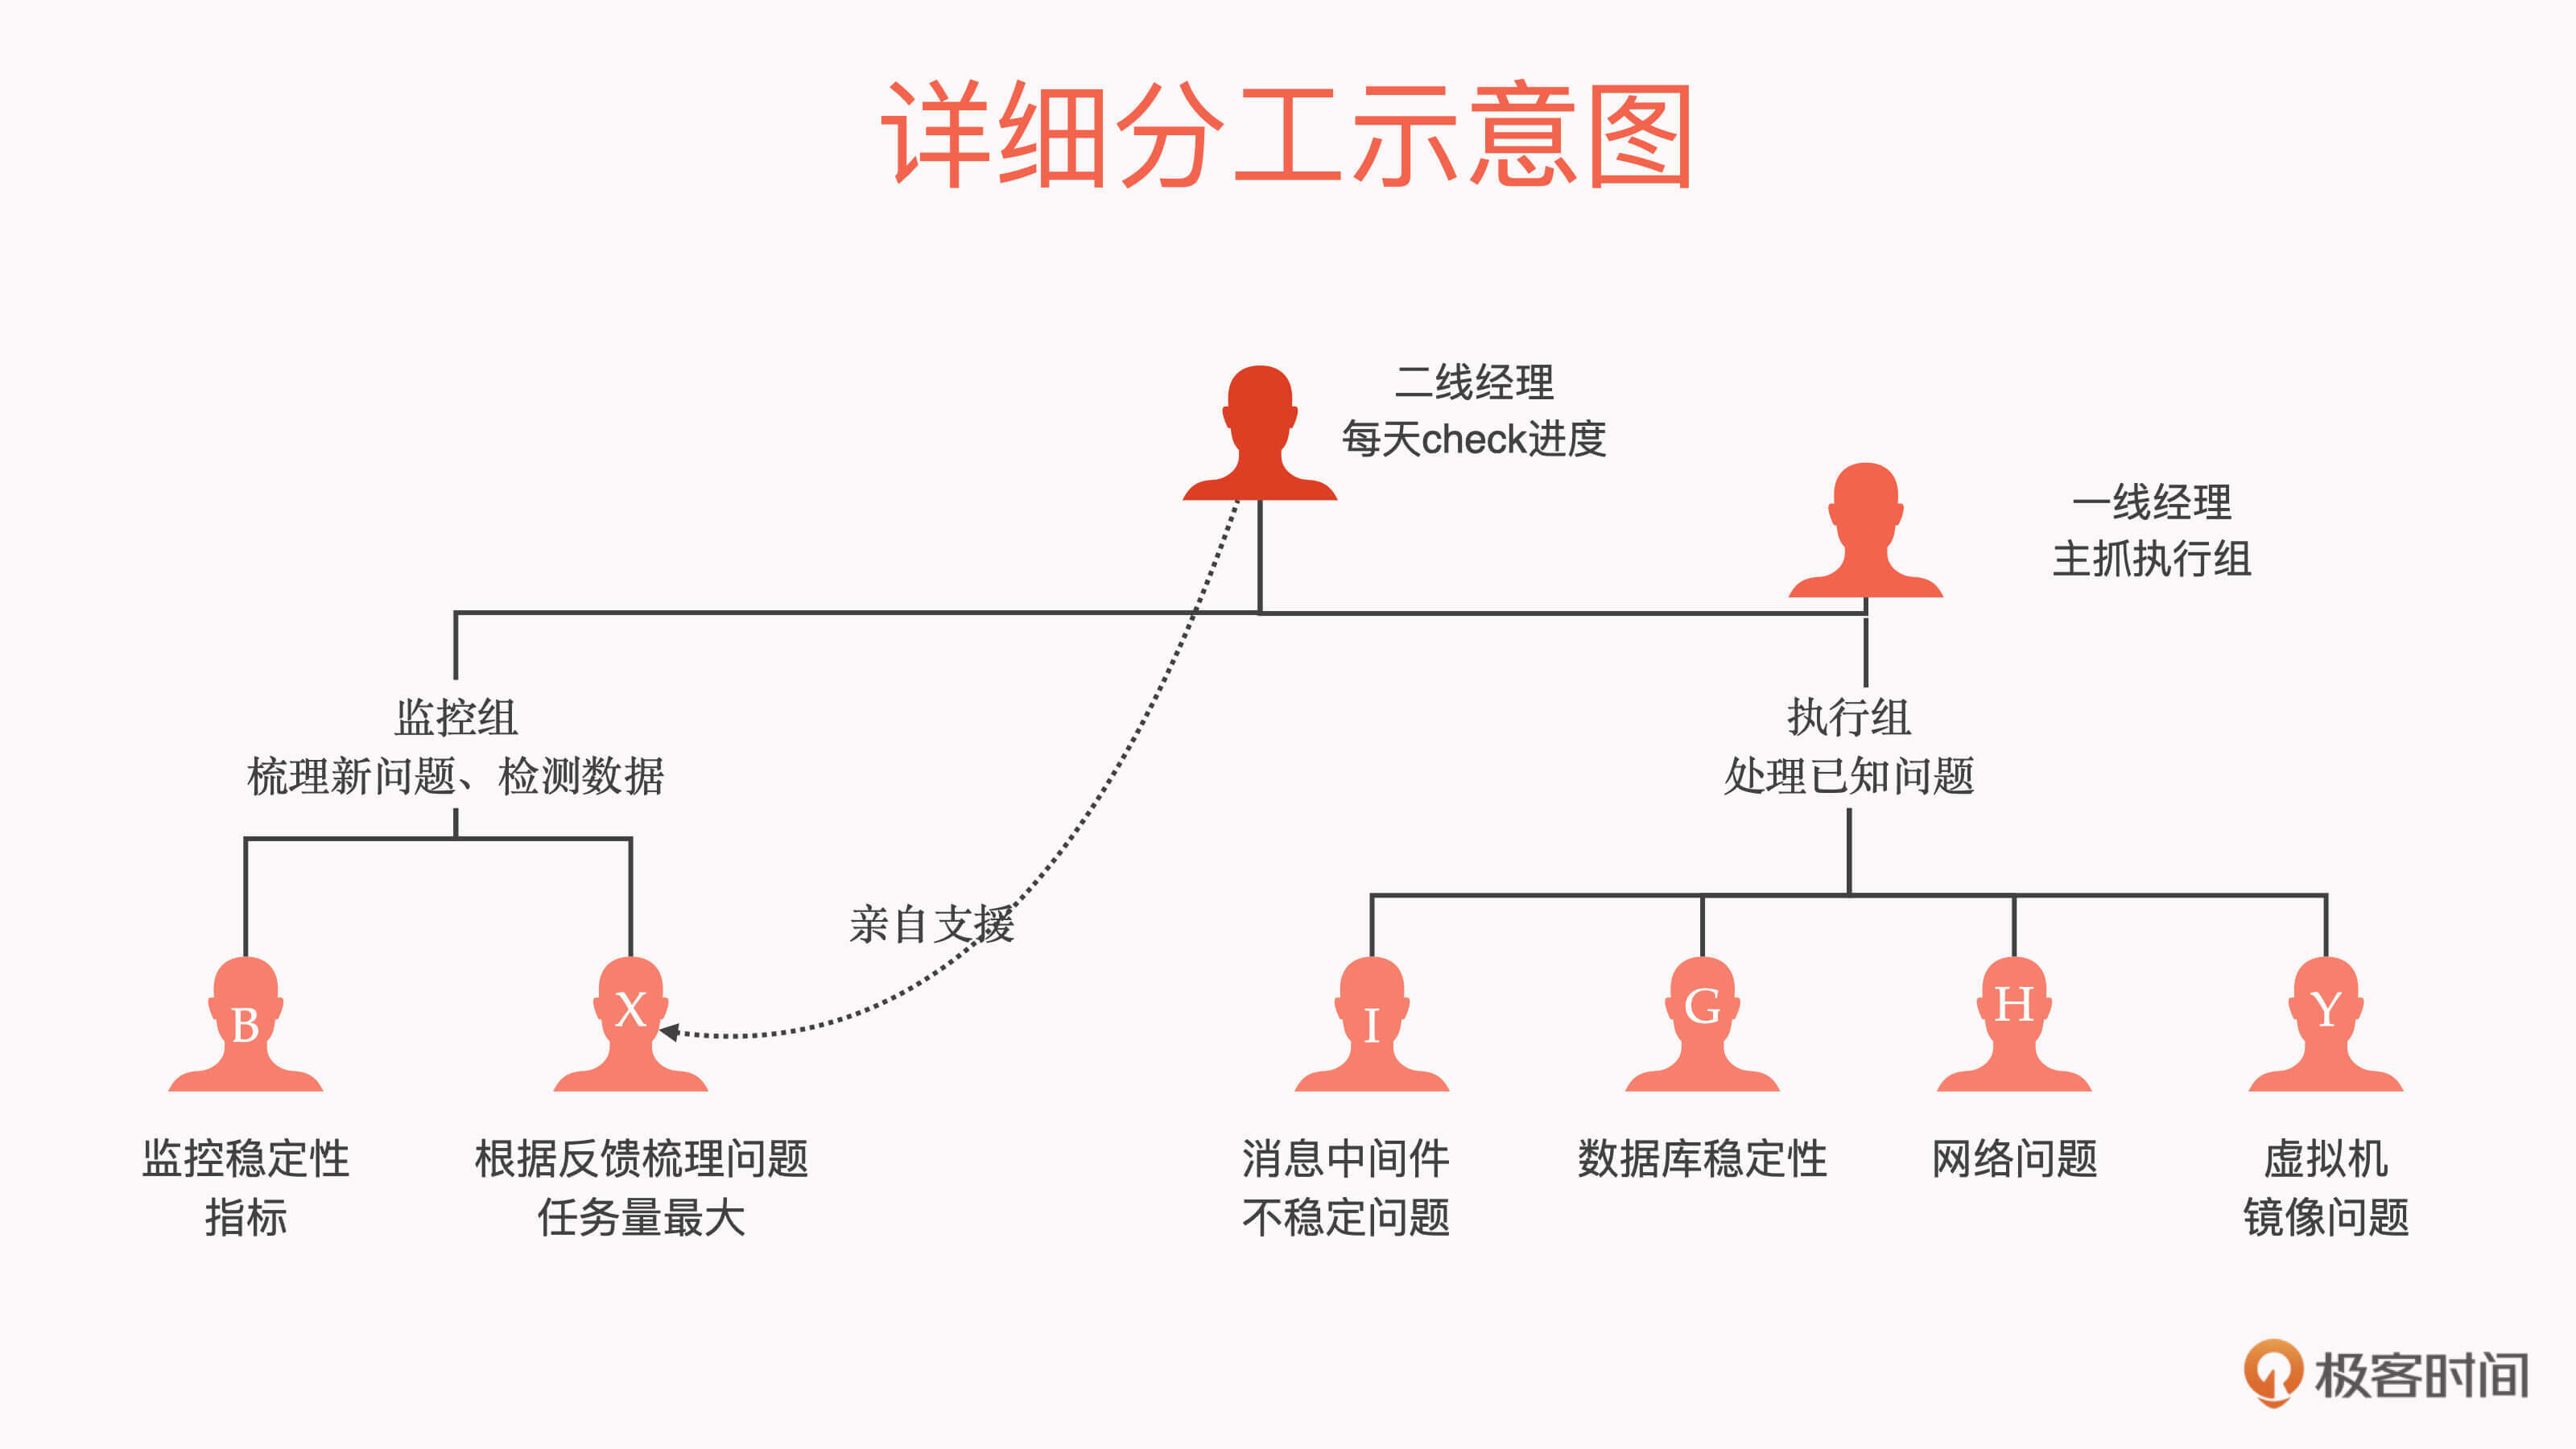 详细分工示意图
二线经理
每天check进度
一线经理
主抓执行组
监控组
梳理新问题、检测数据
执行组
处理已知问题
亲自支援
B
X
I
G
H
Y
监控稳定性
指标
根据反馈梳理问题
任务量最大
消息中间件
不稳定问题
数据库稳定性
网络问题
虚拟机
镜像问题
极客时间